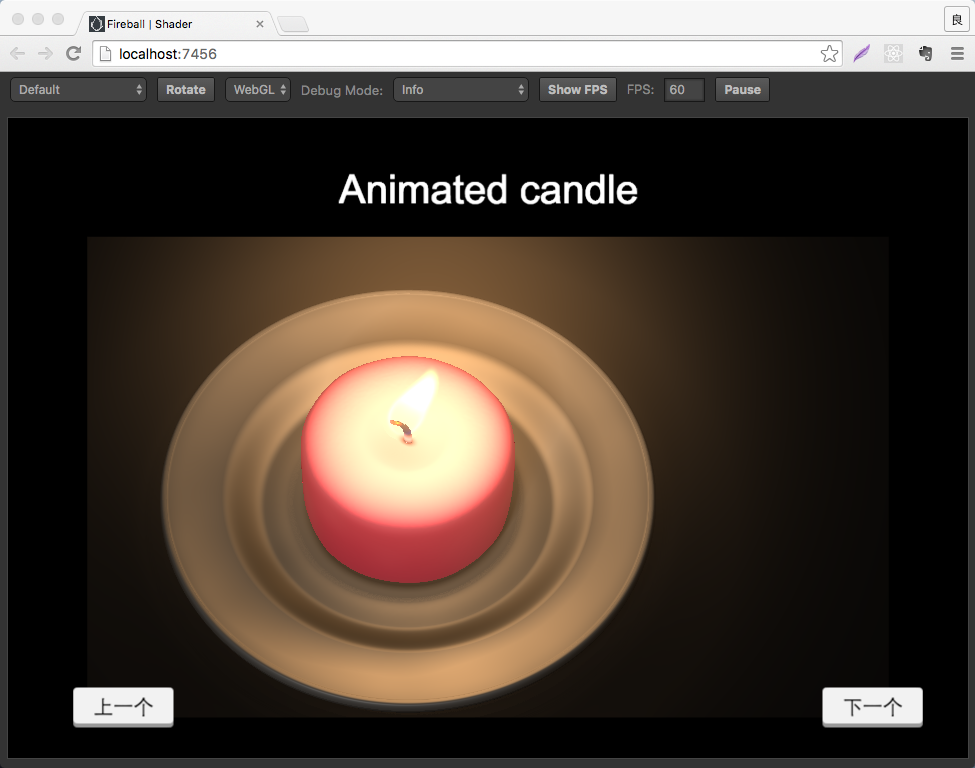 Fireball | Shader
良
localhost:7456
Default
Rotate
WebGL
Debug Mode:
Info
Show FPS
FPS:
60
Pause
Animated candle
上一个
下一个